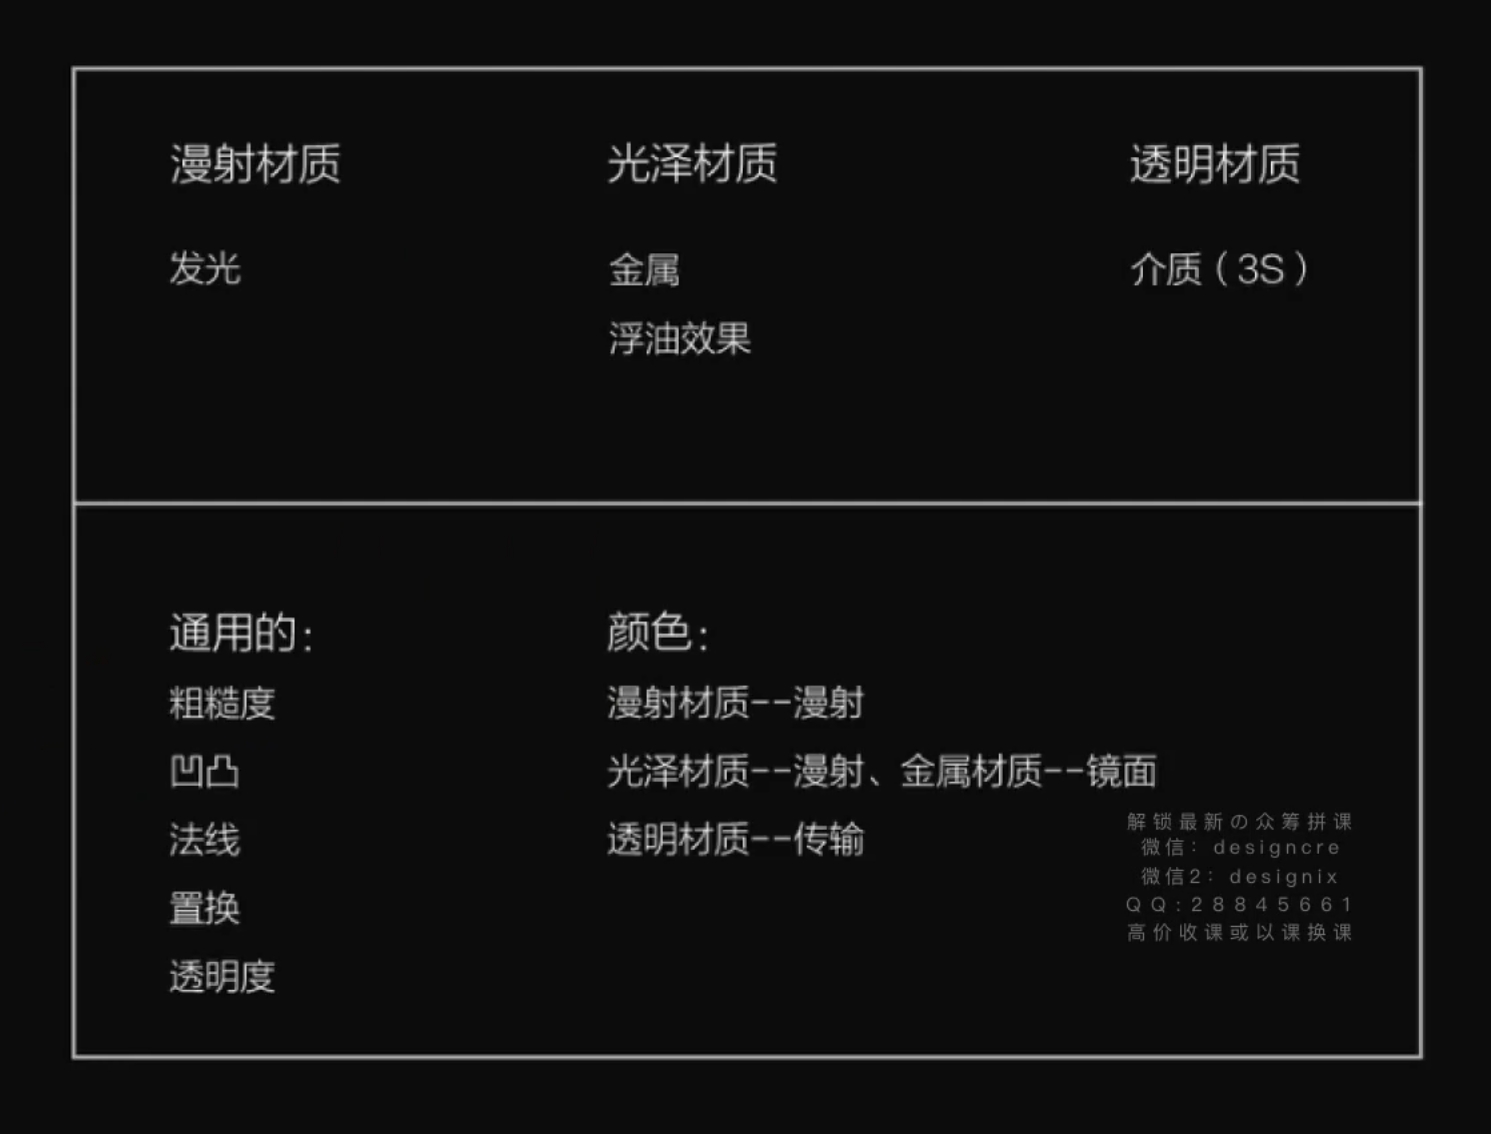 漫射材质
光泽材质
透明材质
发光
金属
介质（3S）
浮油效果
通用的：
粗糙度
凹凸
法线
置换
透明度
颜色：
漫射材质--漫射
光泽材质--漫射、金属材质--镜面
透明材质--传输
解锁最新の众筹拼课
微信：designcre
微信2：designix
QQ:28845661
高价收课或以课换课